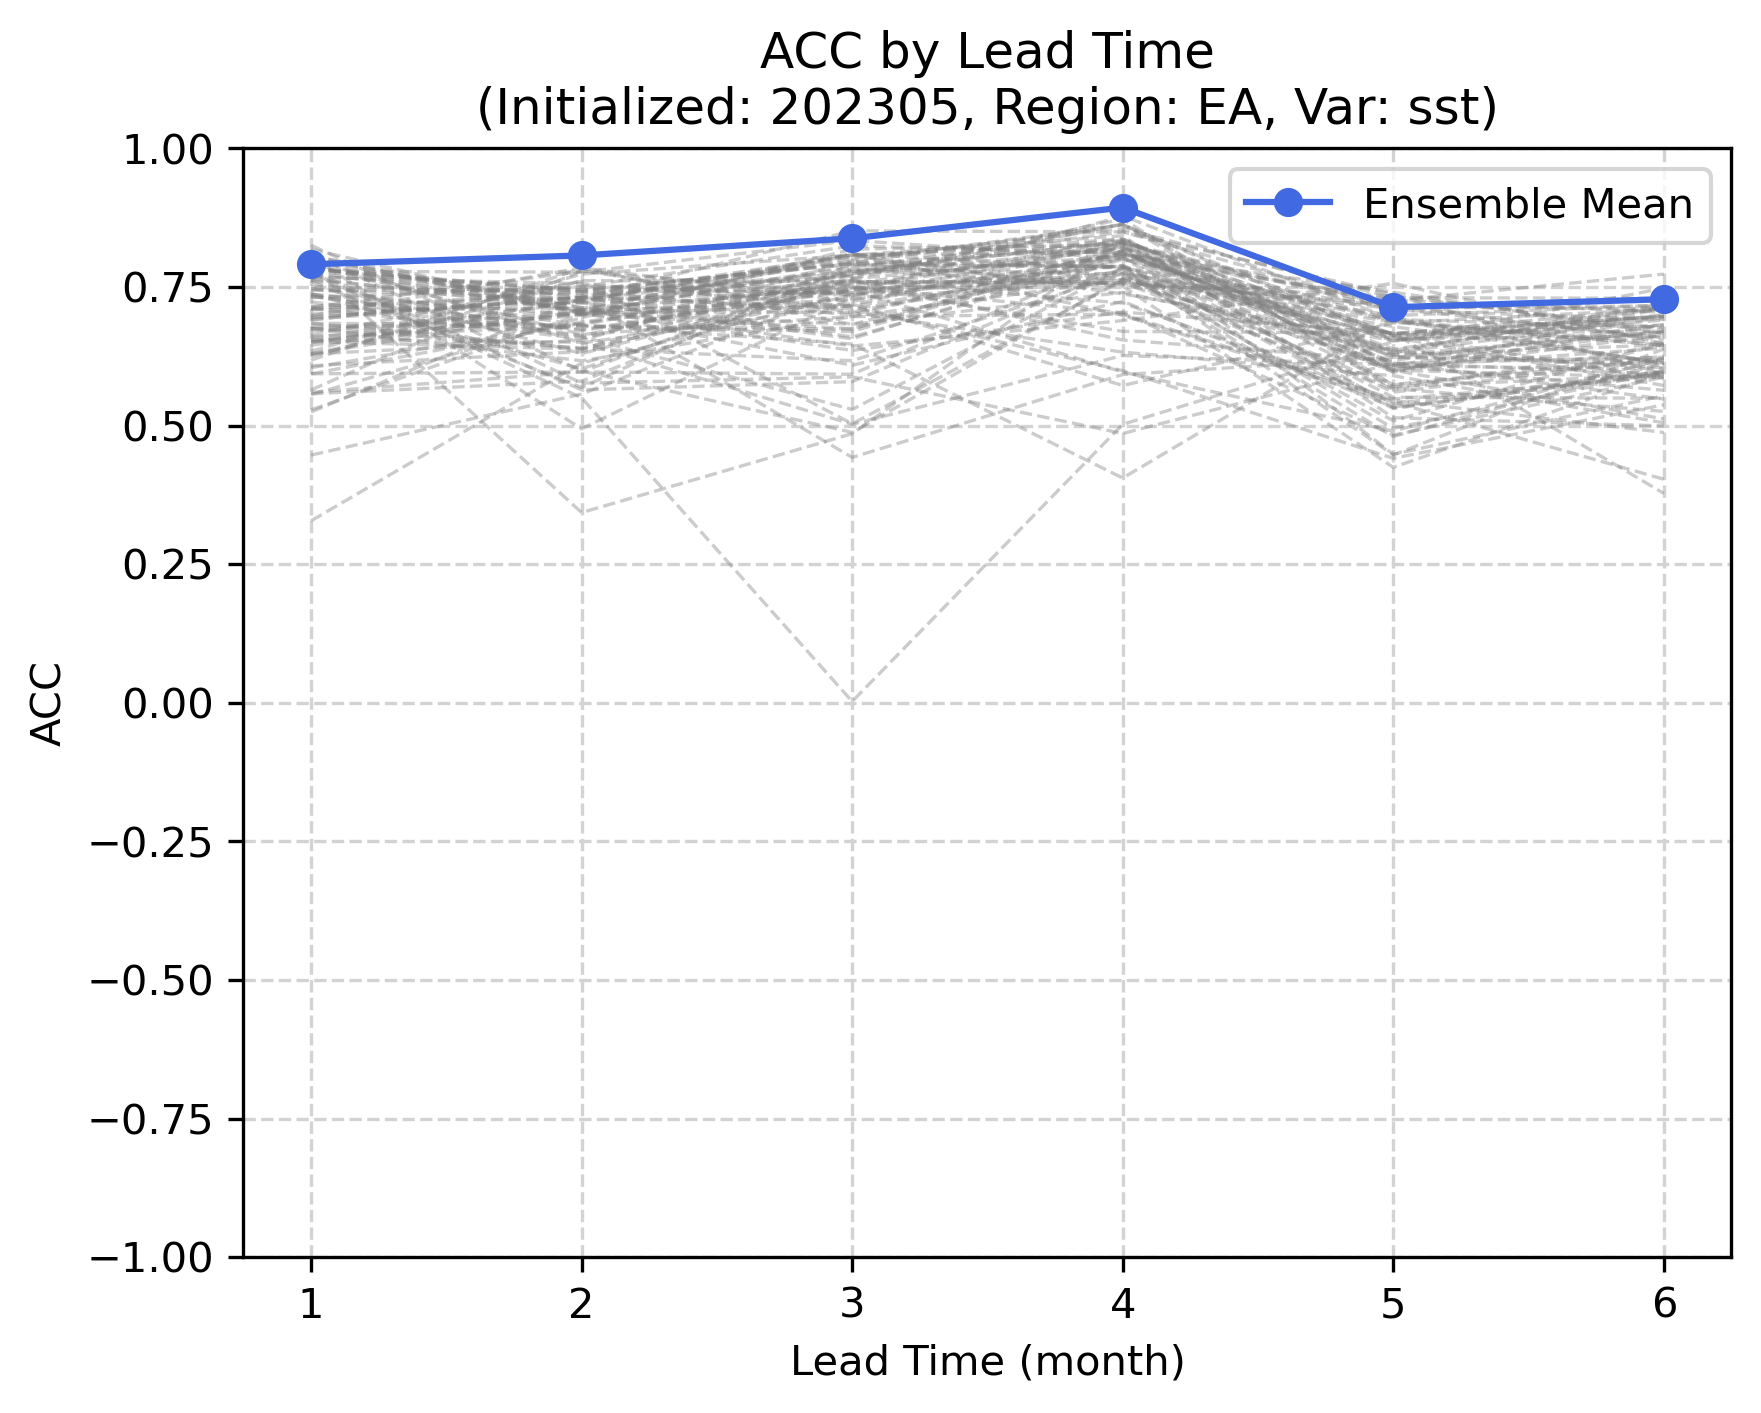 ACC by Lead Time
(Initialized: 202305, Region: EA, Var: sst)
Ensemble Mean
1.00
0.75
0.50
0.25
0.00
−0.25
−0.50
−0.75
−1.00
ACC
1 2 3 4 5 6
Lead Time (month)